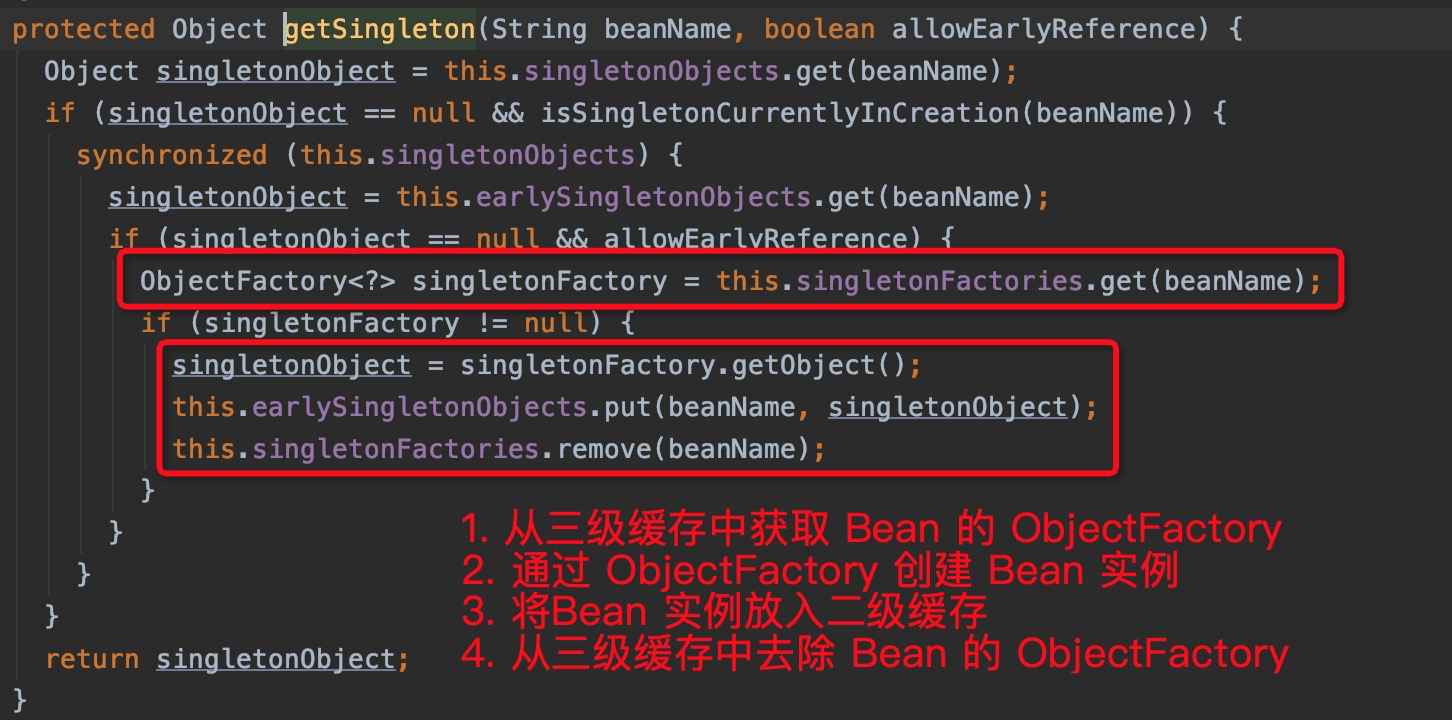 protected Object getSingleton(String beanName, boolean allowEarlyReference) {
Object singletonObject = this.singletonObjects.get(beanName);
if (singletonObject == null && isSingletonCurrentlyInCreation(beanName)) {
synchronized (this.singletonObjects) {
singletonObject = this.earlySingletonObjects.get(beanName);
if (singletonObject == null && allowEarlyReference) {
ObjectFactory<?> singletonFactory = this.singletonFactories.get(beanName);
if (singletonFactory != null) {
singletonObject = singletonFactory.getObject();
this.earlySingletonObjects.put(beanName, singletonObject);
this.singletonFactories.remove(beanName);
}
}
}
}
return singletonObject;
}
1. 从三级缓存中获取 Bean 的 ObjectFactory
2. 通过 ObjectFactory 创建 Bean 实例
3. 将Bean 实例放入二级缓存
4. 从三级缓存中去除 Bean 的 ObjectFactory